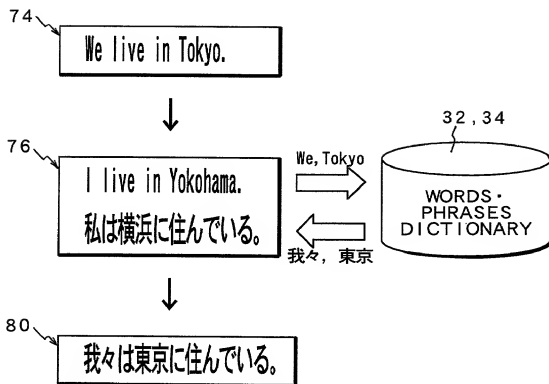 74
We live in Tokyo.
76
I live in Yokohama.
私は横浜に住んでいる。
We,Tokyo
我々, 東京
32,34
WORDS・
PHRASES
DICTIONARY
80
我々は東京に住んでいる。